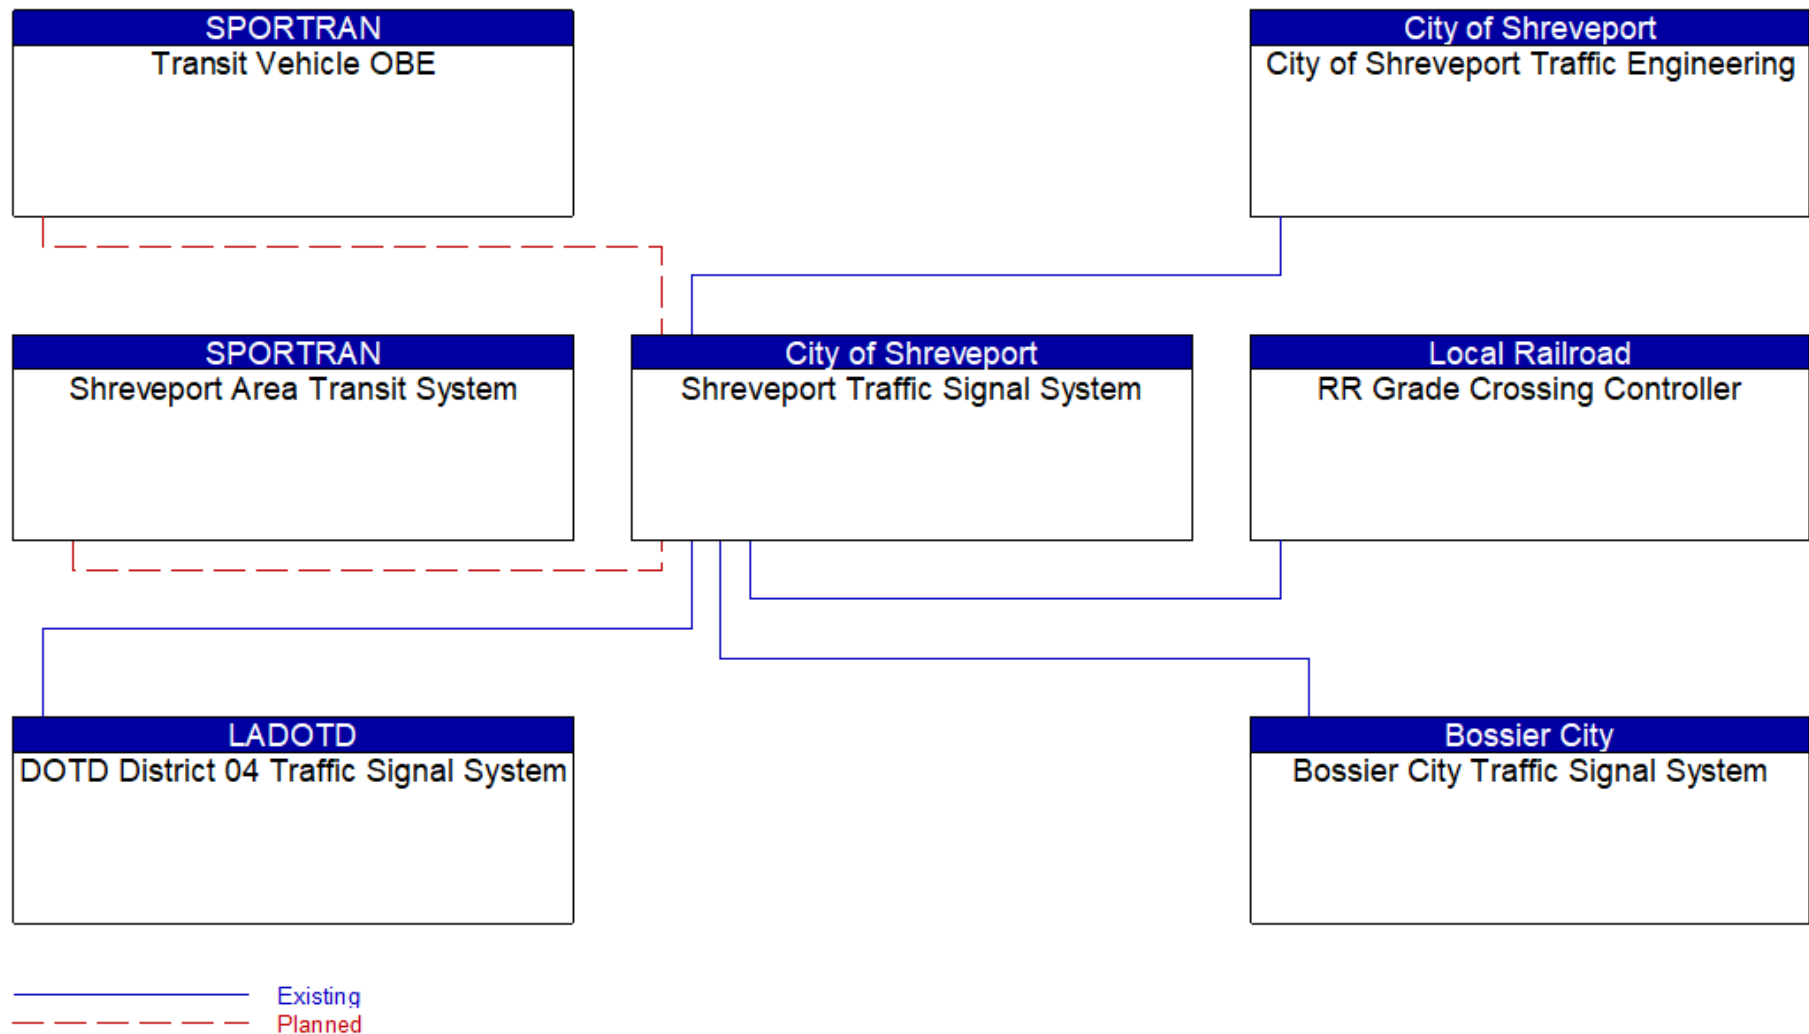 SPORTRAN
Transit Vehicle OBE
City of Shreveport
City of Shreveport Traffic Engineering
SPORTRAN
Shreveport Area Transit System
City of Shreveport
Shreveport Traffic Signal System
Local Railroad
RR Grade Crossing Controller
LADOTD
DOTD District 04 Traffic Signal System
Bossier City
Bossier City Traffic Signal System
Existing
Planned